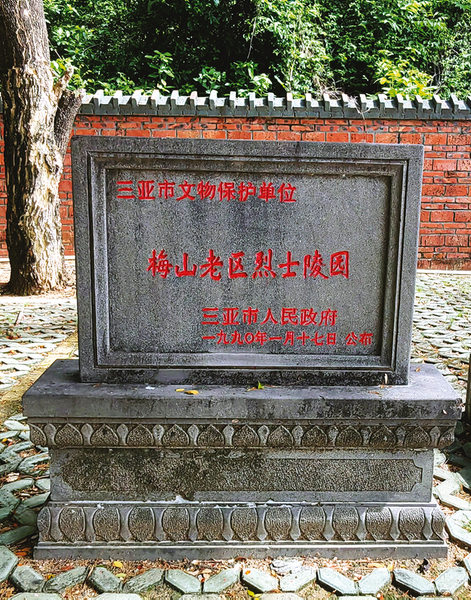 三亚市文物保护单位
梅山老区烈士陵园
三亚市人民政府
一九九〇年一月十七日 公布